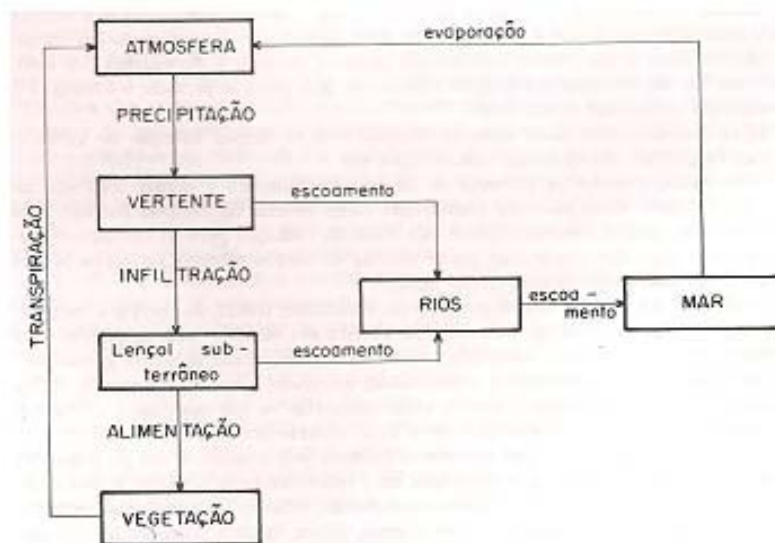 ATMOSFERA
evaporação
PRECIPITAÇÃO
VERTENTE
escoamento
INFILTRAÇÃO
TRANSPIRAÇÃO
RIOS
escoa-
mento
MAR
Lençol sub-
terrâneo
escoamento
ALIMENTAÇÃO
VEGETAÇÃO